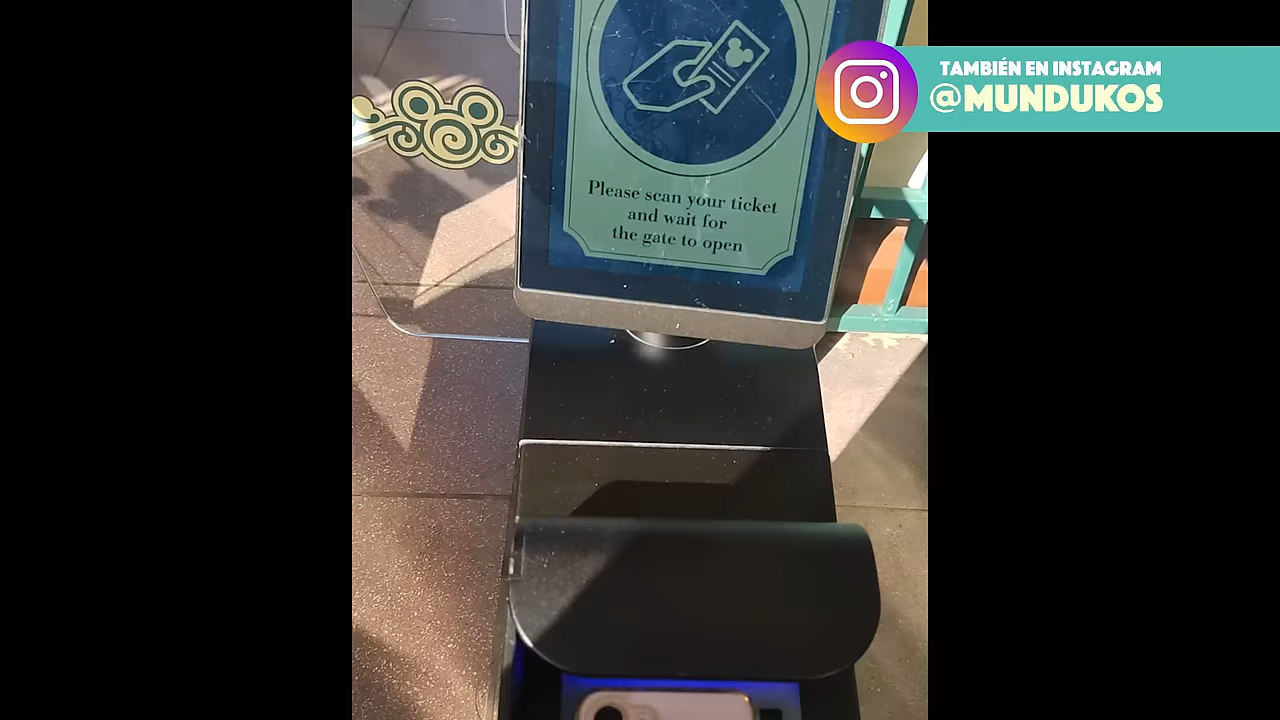 TAMBIÉN EN INSTAGRAM
@MUNDUKOS
Please scan your ticket
and wait for
the gate to open